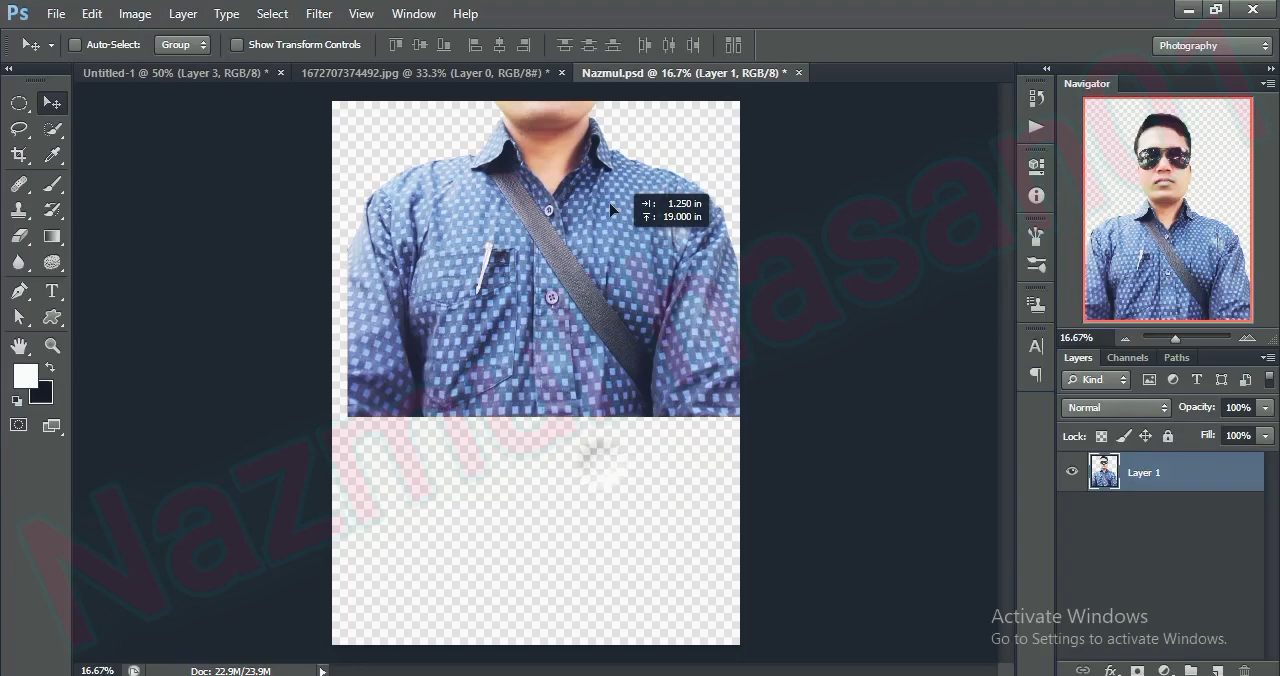 Ps File Edit Image Layer Type Select Filter View Window Help
Auto-Select: Group Show Transform Controls Photography
Untitled-1 @ 50% (Layer 3, RGB/8) * × 1672707374492.jpg @ 33.3% (Layer 0, RGB/8#) * × Nazmul.psd @ 16.7% (Layer 1, RGB/8) * ×
Navigator
1.250 in
19.000 in
16.67%
Layers Channels Paths
Kind
Normal Opacity: 100%
Lock: Fill: 100%
Layer 1
Activate Windows
Go to Settings to activate Windows.
16.67% Doc: 22.9M/23.9M